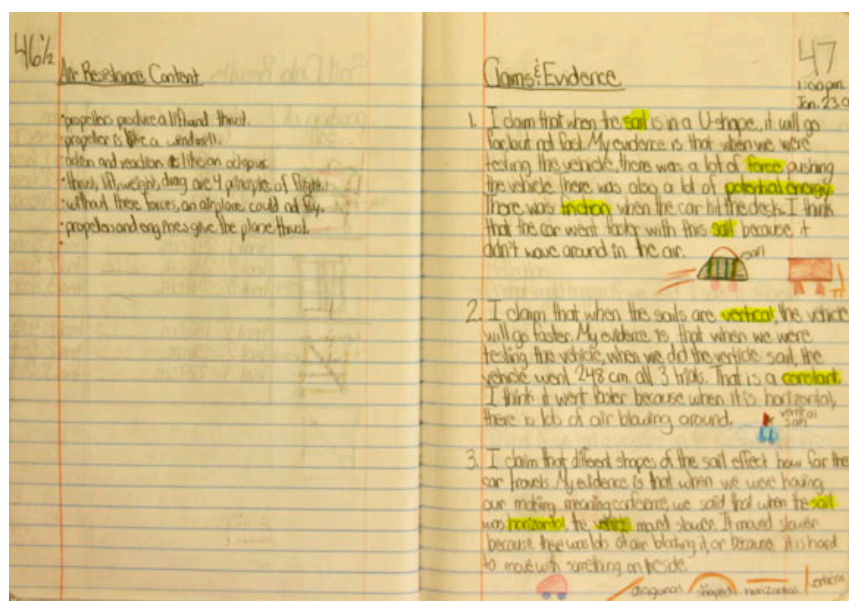 46½
Air Resistance Content
•propellers produce a lift and thrust.
•propeller is like a windmill.
•action and reaction is like an octopus.
•thrust, lift, weight, drag are 4 principles of flight.
•without these forces, an airplane could not fly.
•propellers and engines give the plane thrust.
•
47
Claims & Evidence
1:00pm
Jan. 23,0
1. I claim that when the sail is in a U-shape, it will go
far, but not fast. My evidence is that when we were
testing the vehicle, there was a lot of force pushing
the vehicle. There was also a lot of potential energy.
There was friction when the car hit the desk. I think
that the car went faster with this sail because it
didn't wave around in the air.
sail
2. I claim that when the sails are vertical, the vehicle
will go faster. My evidence is, that when we were
testing the vehicle, when we did the verticle sail, the
vehicle went 248 cm all 3 trials. That is a constant.
I think it went faster because when it is horizontal,
there is lots of air blowing around.
vertical
sail
3. I claim that different shapes of the sail effect how far the
car travels. My evidence is that when we were having
our making meaning conference, we said that when the sail
was horizontal, the moved slower. It moved slower
because there was lots of air blocking it, or because it is hard
to move with something on the side.
diagonal shaped horizontal vertical